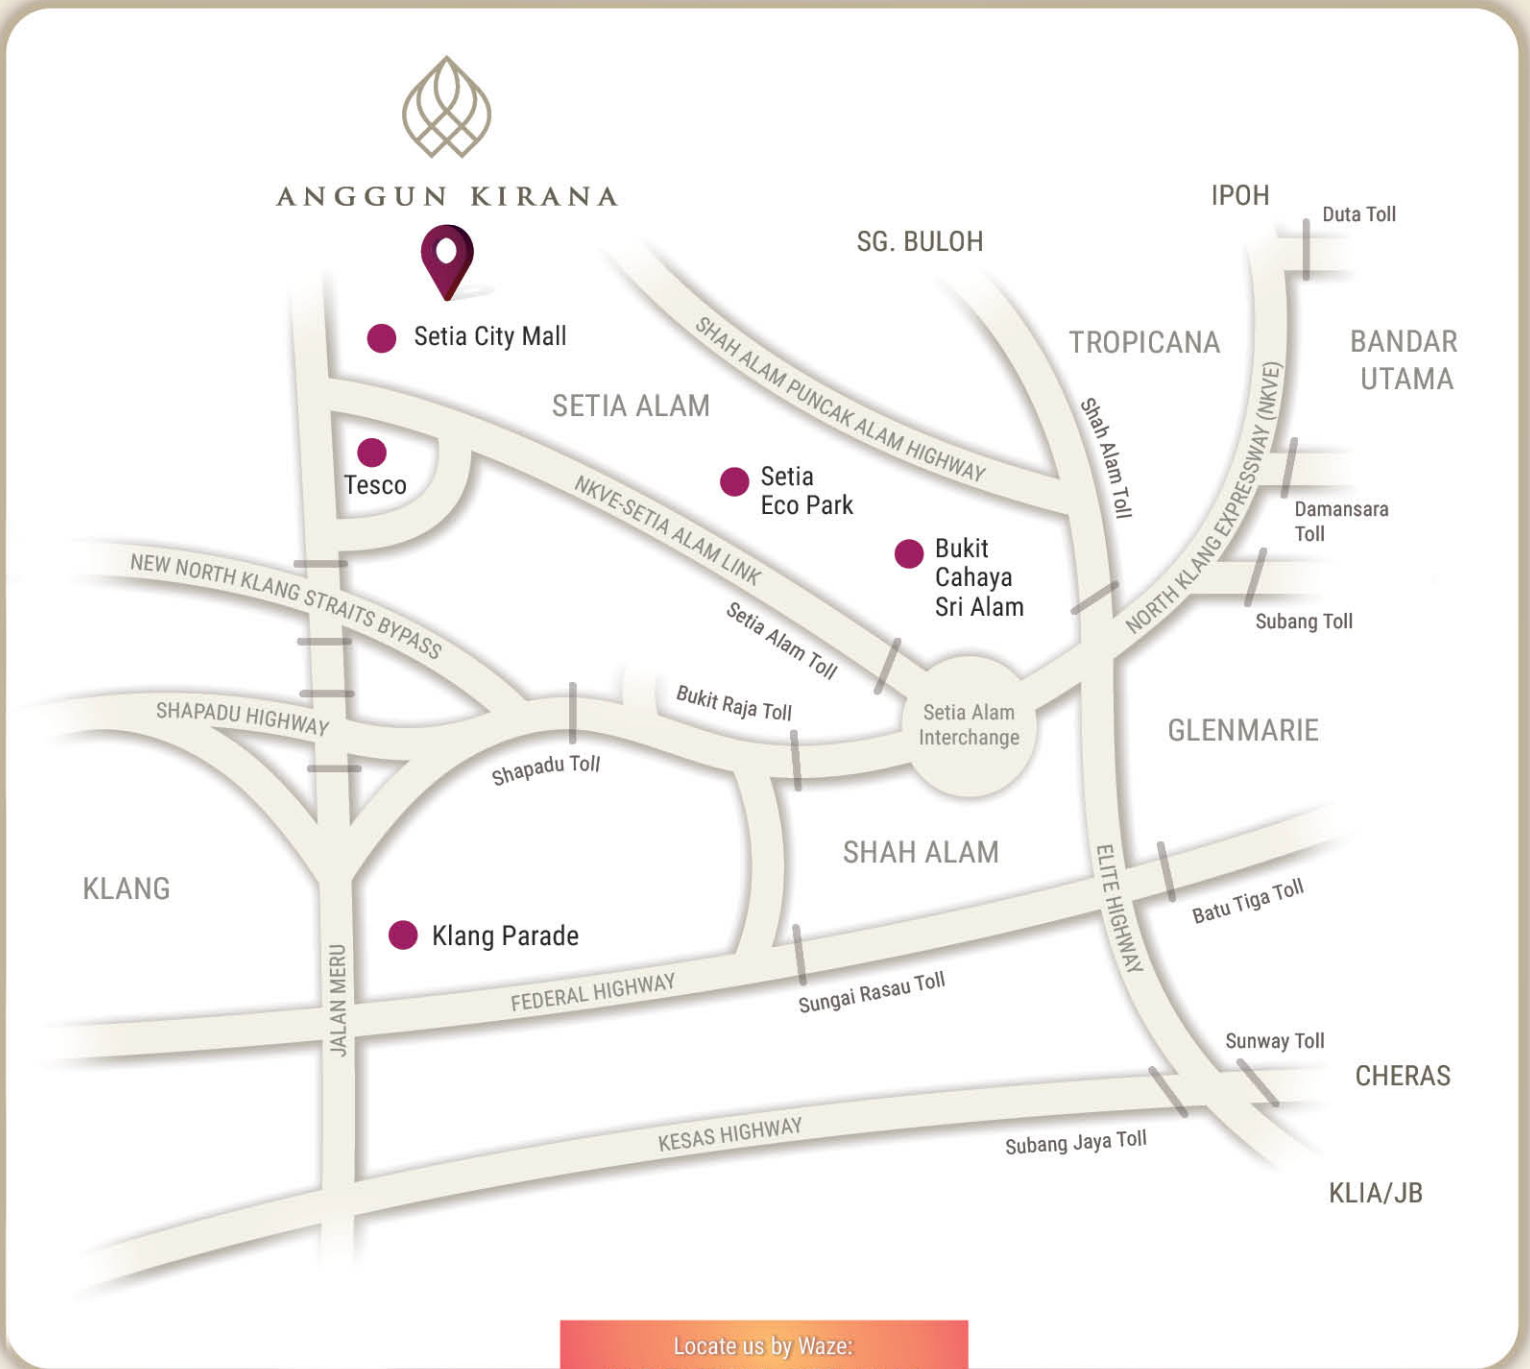 ANGGUN KIRANA
IPOH
Duta Toll
SG. BULOH
Setia City Mall
SHAH ALAM PUNCAK ALAM HIGHWAY
TROPICANA
BANDAR
UTAMA
SETIA ALAM
Shah Alam Toll
NORTH KLANG EXPRESSWAY (NKVE)
Tesco
Setia
Eco Park
NKVE-SETIA ALAM LINK
Damansara
Toll
Bukit
Cahaya
Sri Alam
NEW NORTH KLANG STRAITS BYPASS
Setia Alam Toll
Subang Toll
SHAPADU HIGHWAY
Bukit Raja Toll
Setia Alam
Interchange
GLENMARIE
Shapadu Toll
SHAH ALAM
ELITE HIGHWAY
KLANG
Batu Tiga Toll
Klang Parade
JALAN MERU
FEDERAL HIGHWAY
Sungai Rasau Toll
Sunway Toll
CHERAS
KESAS HIGHWAY
Subang Jaya Toll
KLIA/JB
Locate us by Waze: